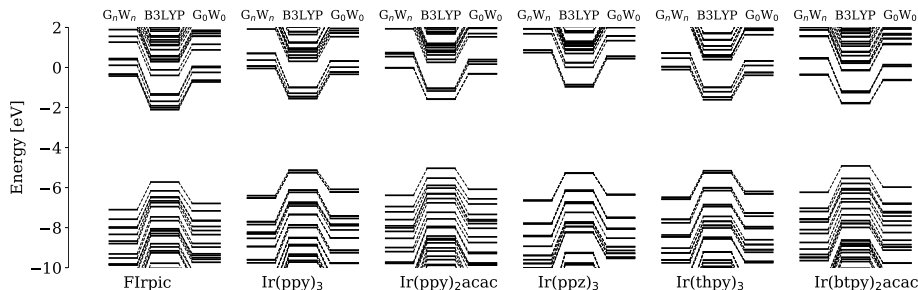 GₙWₙ B3LYP G₀W₀ GₙWₙ B3LYP G₀W₀ GₙWₙ B3LYP G₀W₀ GₙWₙ B3LYP G₀W₀ GₙWₙ B3LYP G₀W₀ GₙWₙ B3LYP G₀W₀
2
0
−2
−4
−6
−8
−10
Energy [eV]
FIrpic Ir(ppy)₃ Ir(ppy)₂acac Ir(ppz)₃ Ir(thpy)₃ Ir(btpy)₂acac